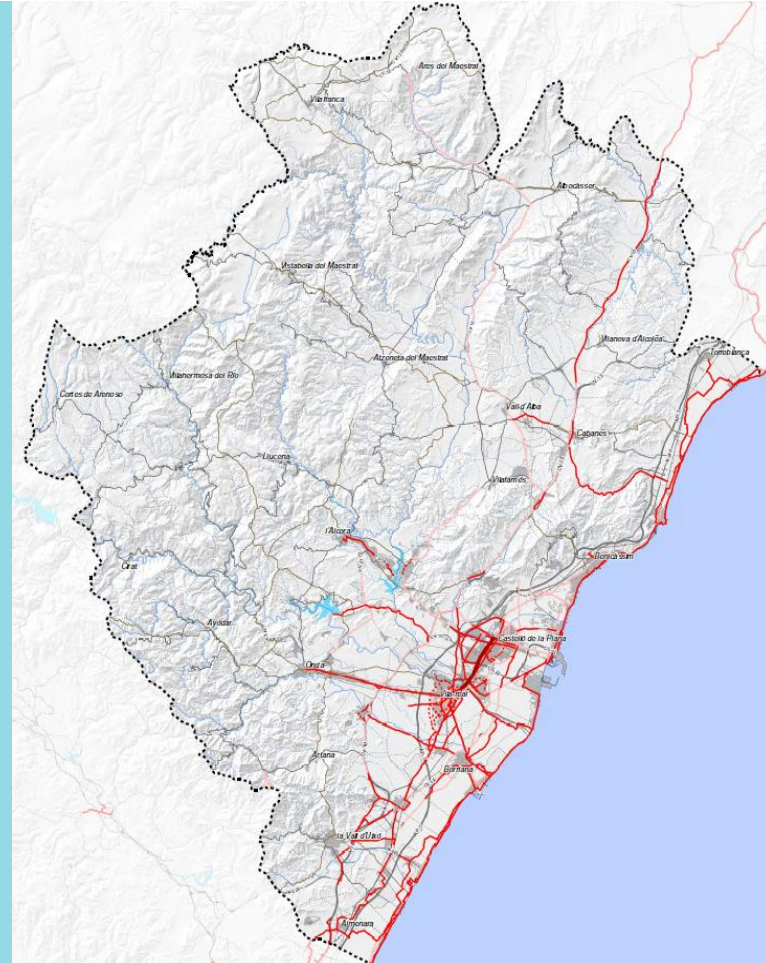 Ares del Maestrat
Vilafranca
Albocàsser
Vistabella del Maestrat
Vilanova d'Alcolea
Torreblanca
Atzeneta del Maestrat
Vilahermosa del Río
Cortes de Arenoso
Vall d'Alba
Cabanes
Llucena
Vilafamés
l'Alcora
Benicàssim
Cirat
Ayódar
Castelló de la Plana
Onda
Vila-real
Artana
Borriana
la Vall d'Uixó
Almenara